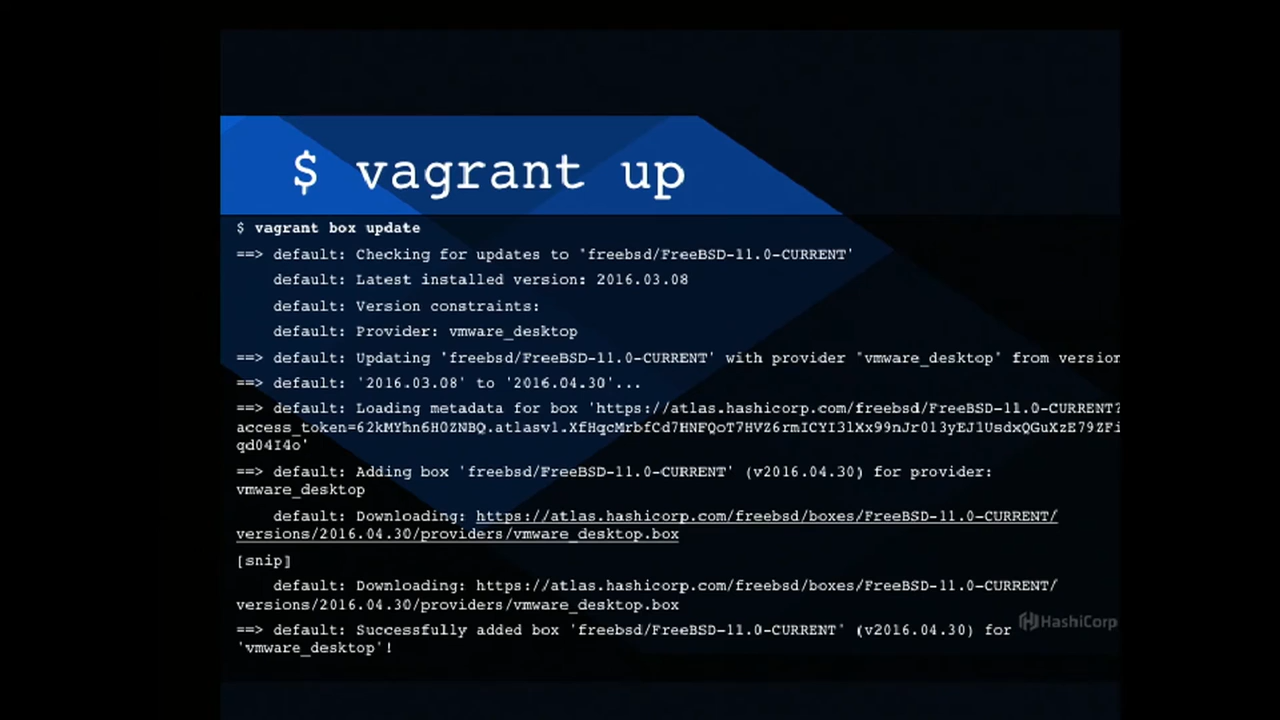 $ vagrant up
$ vagrant box update
==> default: Checking for updates to 'freebsd/FreeBSD-11.0-CURRENT'
default: Latest installed version: 2016.03.08
default: Version constraints:
default: Provider: vmware_desktop
==> default: Updating 'freebsd/FreeBSD-11.0-CURRENT' with provider 'vmware_desktop' from version
==> default: '2016.03.08' to '2016.04.30'...
==> default: Loading metadata for box 'https://atlas.hashicorp.com/freebsd/FreeBSD-11.0-CURRENT?
==> default: Adding box 'freebsd/FreeBSD-11.0-CURRENT' (v2016.04.30) for provider:
vmware_desktop
default: Downloading: https://atlas.hashicorp.com/freebsd/boxes/FreeBSD-11.0-CURRENT/
versions/2016.04.30/providers/vmware_desktop.box
[snip]
default: Downloading: https://atlas.hashicorp.com/freebsd/boxes/FreeBSD-11.0-CURRENT/
versions/2016.04.30/providers/vmware_desktop.box
HashiCorp
==> default: Successfully added box 'freebsd/FreeBSD-11.0-CURRENT' (v2016.04.30) for
'vmware_desktop'!